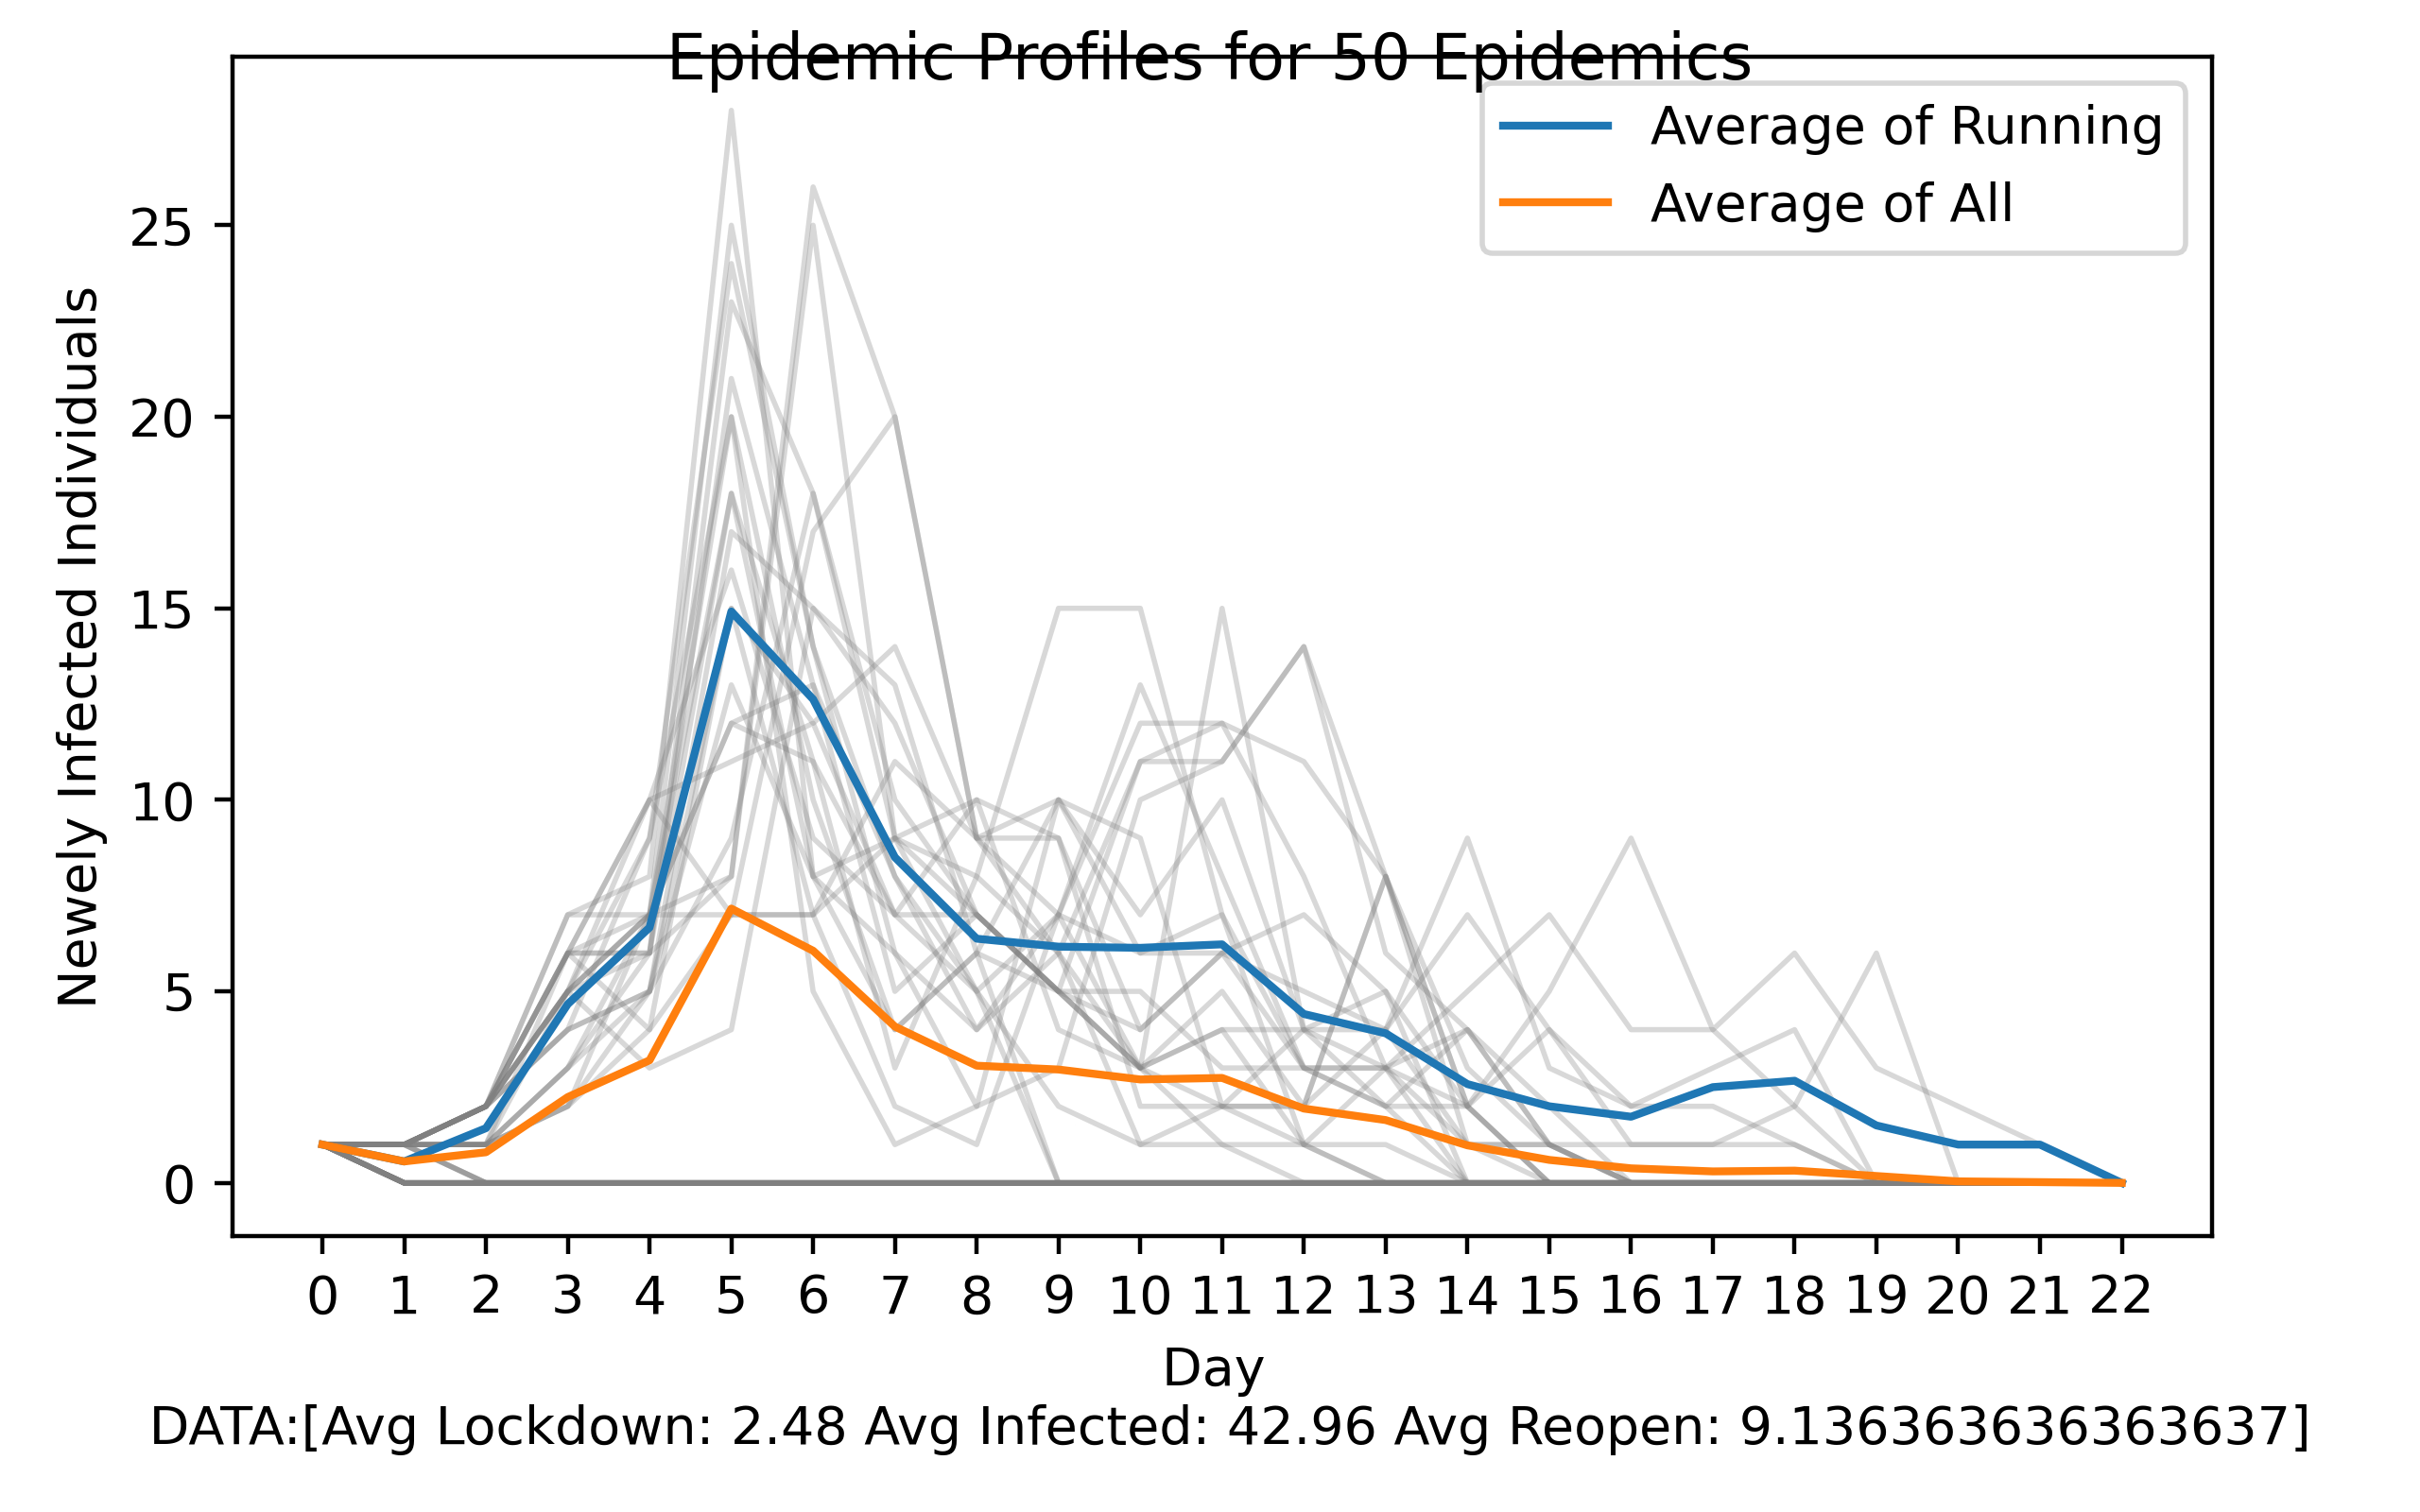 Epidemic Profiles for 50 Epidemics
Average of Running
Average of All
Newely Infected Individuals
25
20
15
10
5
0
0 1 2 3 4 5 6 7 8 9 10 11 12 13 14 15 16 17 18 19 20 21 22
Day
DATA:[Avg Lockdown: 2.48 Avg Infected: 42.96 Avg Reopen: 9.136363636363637]